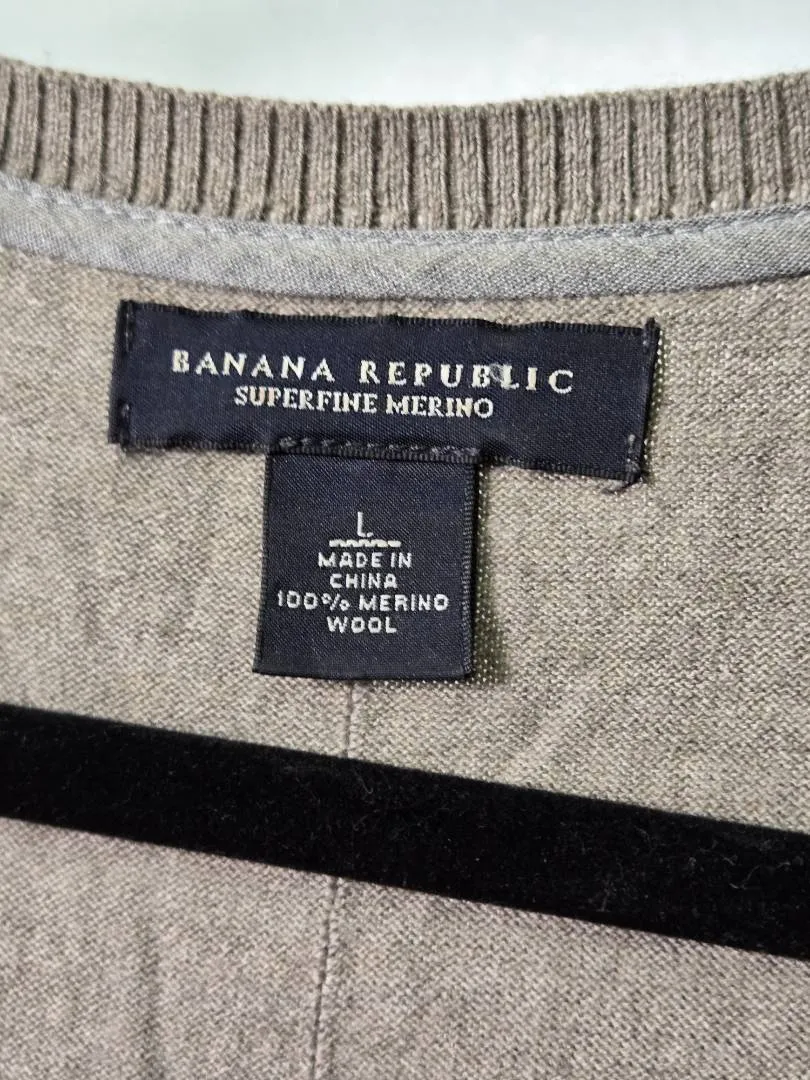 BANANA REPUBLIC
SUPERFINE MERINO
L
MADE IN
CHINA
100% MERINO
WOOL